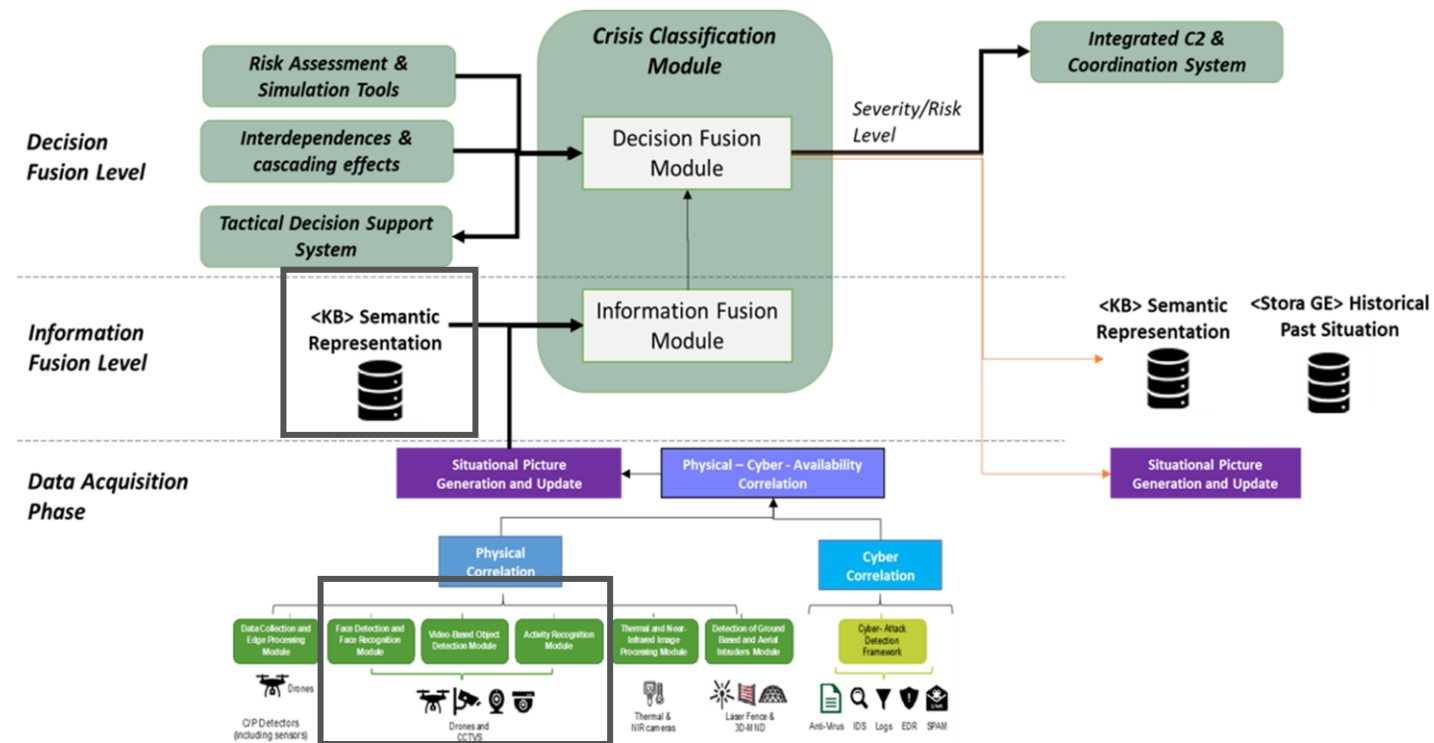 Crisis Classification
Module
Risk Assessment &
Simulation Tools
Integrated C2 &
Coordination System
Severity/Risk
Level
Decision
Fusion Level
Interdependences &
cascading effects
Decision Fusion
Module
Tactical Decision Support
System
Information
Fusion Level
<KB> Semantic
Representation
Information Fusion
Module
<KB> Semantic
Representation
<Stora GE> Historical
Past Situation
Data Acquisition
Phase
Situational Picture
Generation and Update
Physical – Cyber - Availability
Correlation
Situational Picture
Generation and Update
Physical
Correlation
Cyber
Correlation
Data Collection and
Edge Processing
Module
Face Detection and
Face Recognition
Module
Video-Based Object
Detection Module
Activity Recognition
Module
Thermal and Near-
Infrared Image
Processing Module
Detection of Ground
Based and Aerial
Intruders Module
Cyber- Attack
Detection
Framework
Drones
CIP Detectors
(including sensors)
Drones and
CCTVS
Thermal &
NIR cameras
Laser Fence &
3D-MND
Anti-Virus
IDS
Logs
EDR
SPAM